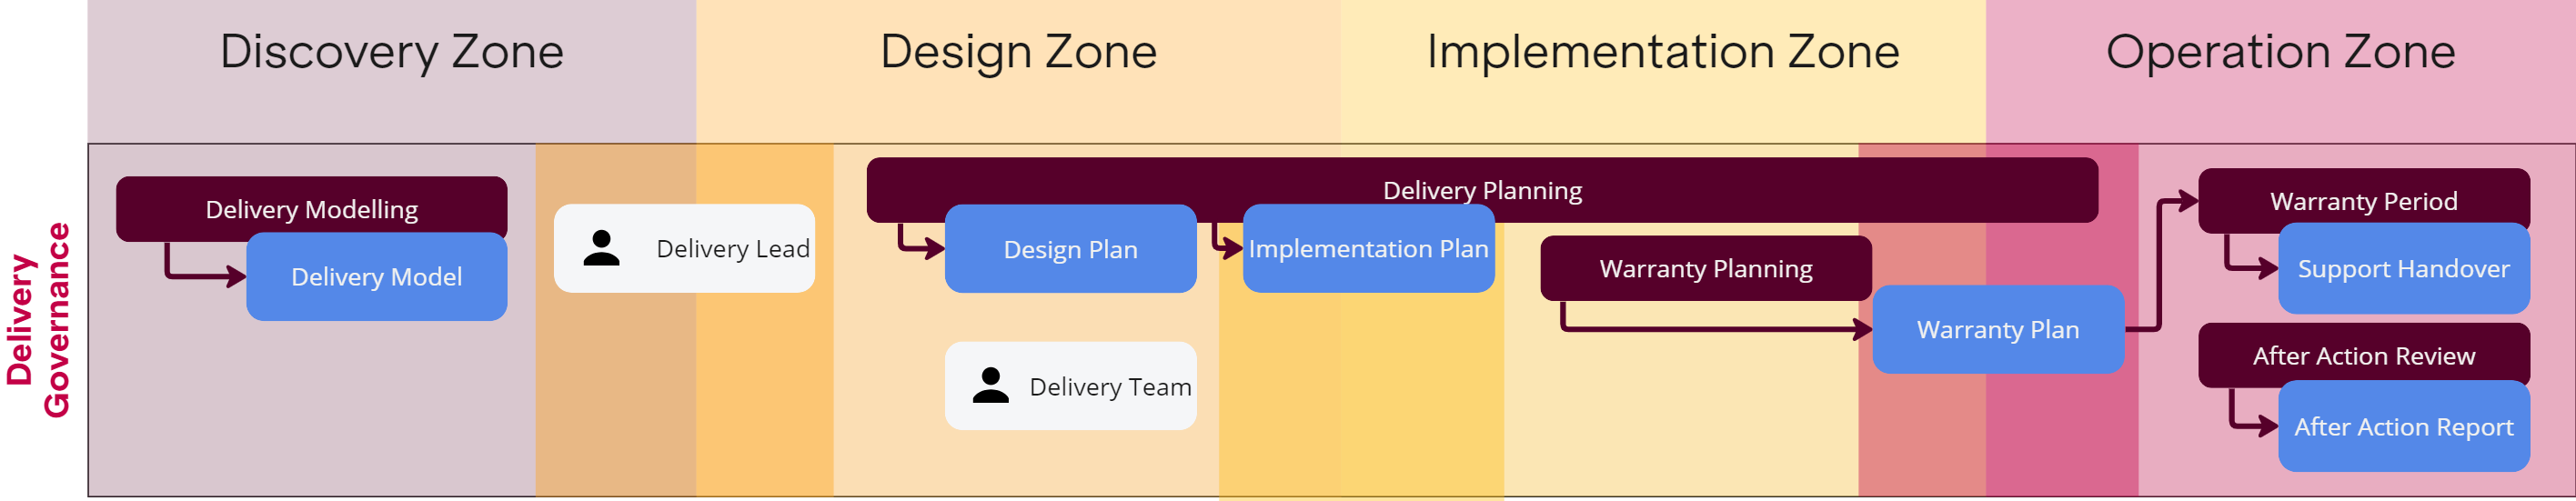 Discovery Zone
Design Zone
Implementation Zone
Operation Zone
Delivery
Governance
Delivery Modelling
Delivery Model
Delivery Lead
Delivery Planning
Design Plan
Implementation Plan
Delivery Team
Warranty Planning
Warranty Plan
Warranty Period
Support Handover
After Action Review
After Action Report